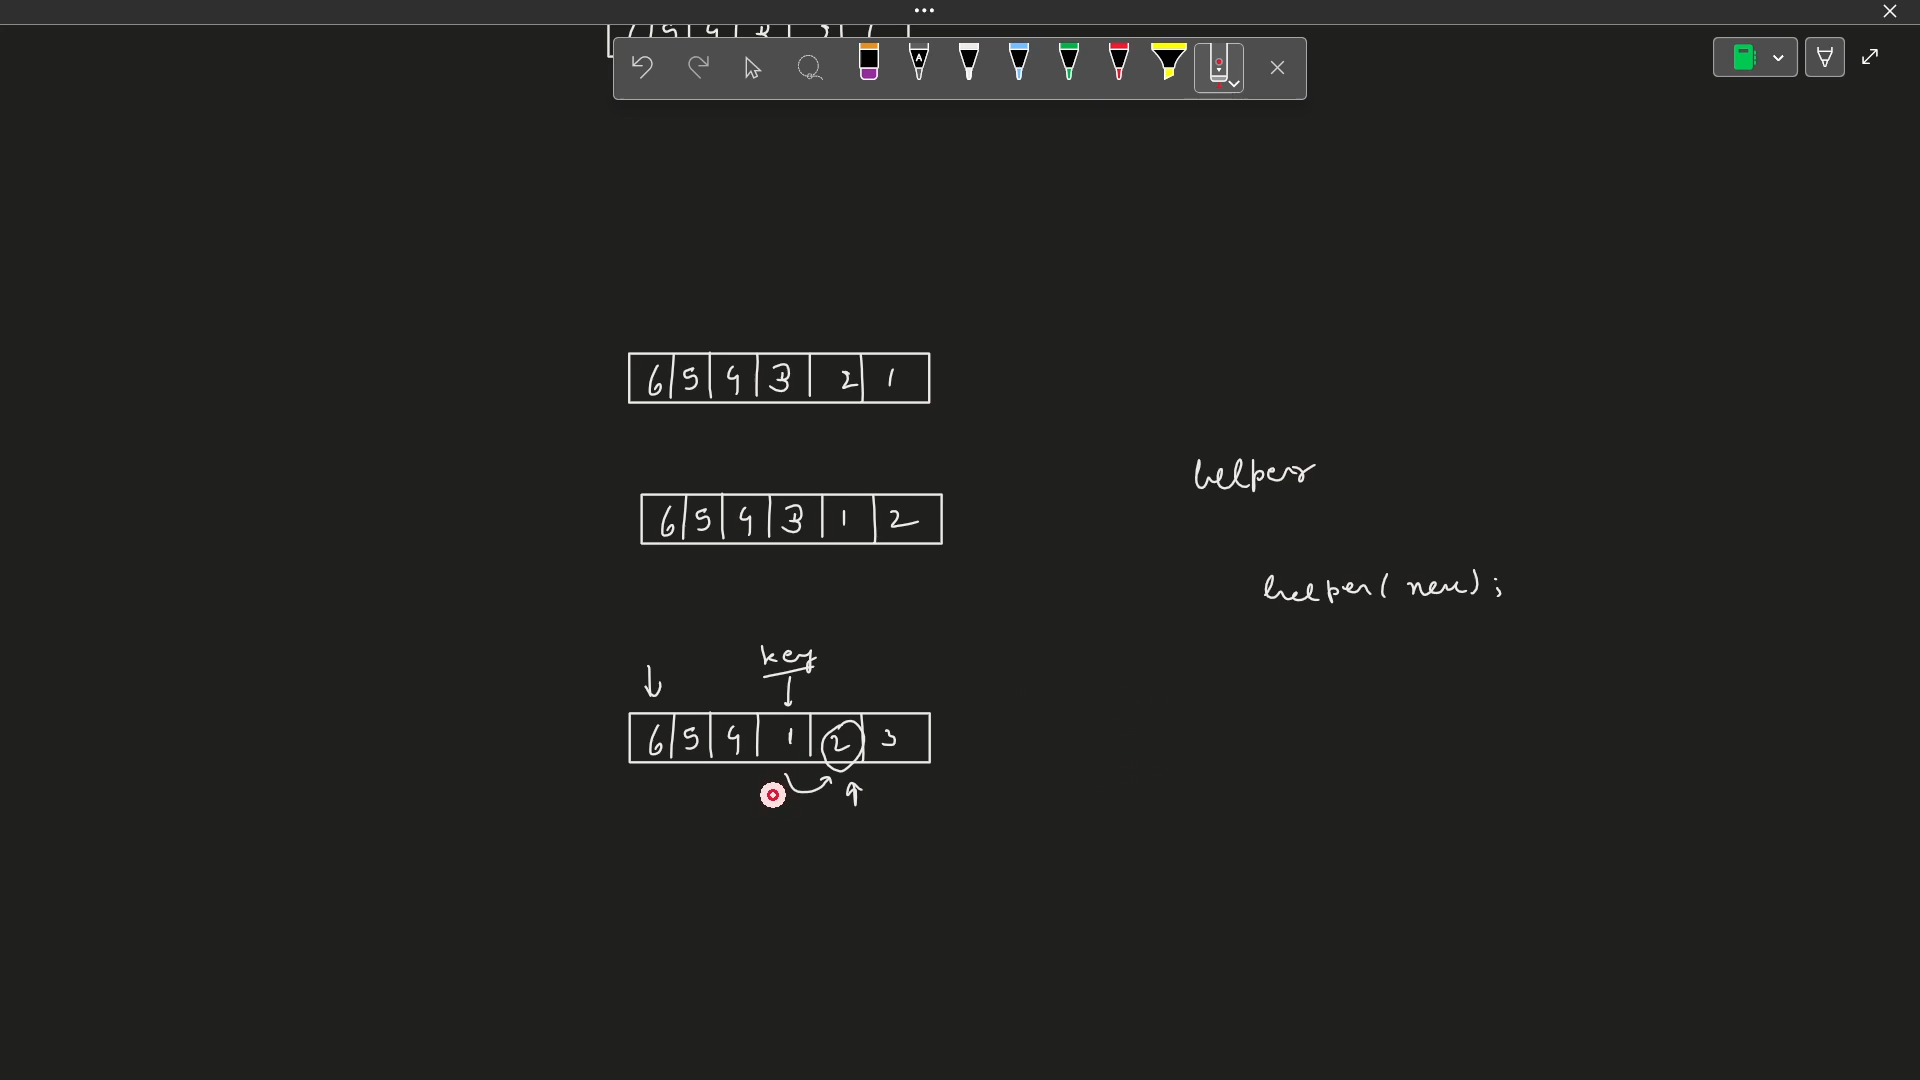 6 5 4 3 2 1
helper
6 5 4 3 1 2
helper( new) ;
key
6 5 4 1 2 3